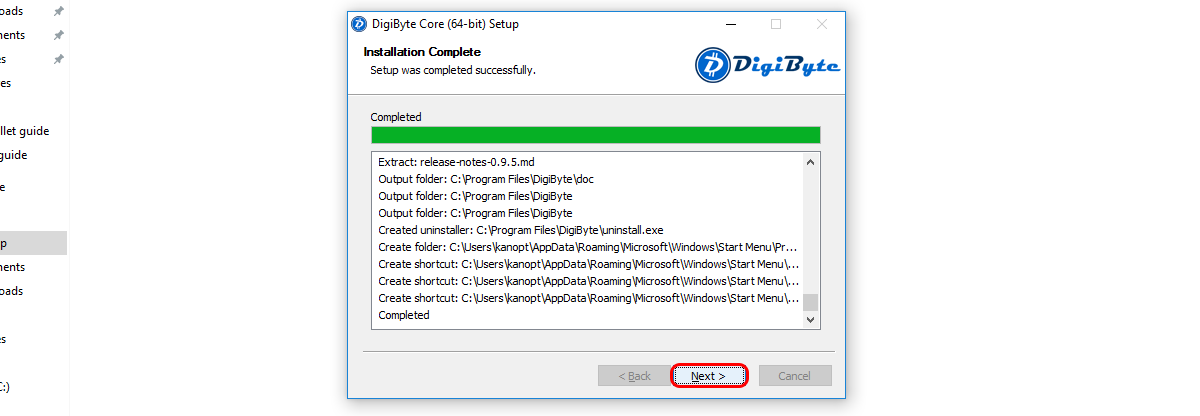 oads
ments
es
es
llet guide
guide
e
p
ments
oads
es
C:)
DigiByte Core (64-bit) Setup
Installation Complete
Setup was completed successfully.
DigiByte
Completed
Extract: release-notes-0.9.5.md
Output folder: C:\Program Files\DigiByte\doc
Output folder: C:\Program Files\DigiByte
Output folder: C:\Program Files\DigiByte
Created uninstaller: C:\Program Files\DigiByte\uninstall.exe
Create folder: C:\Users\kanopt\AppData\Roaming\Microsoft\Windows\Start Menu\Pr...
Create shortcut: C:\Users\kanopt\AppData\Roaming\Microsoft\Windows\Start Menu\...
Create shortcut: C:\Users\kanopt\AppData\Roaming\Microsoft\Windows\Start Menu\...
Create shortcut: C:\Users\kanopt\AppData\Roaming\Microsoft\Windows\Start Menu\...
Completed
< Back Next > Cancel